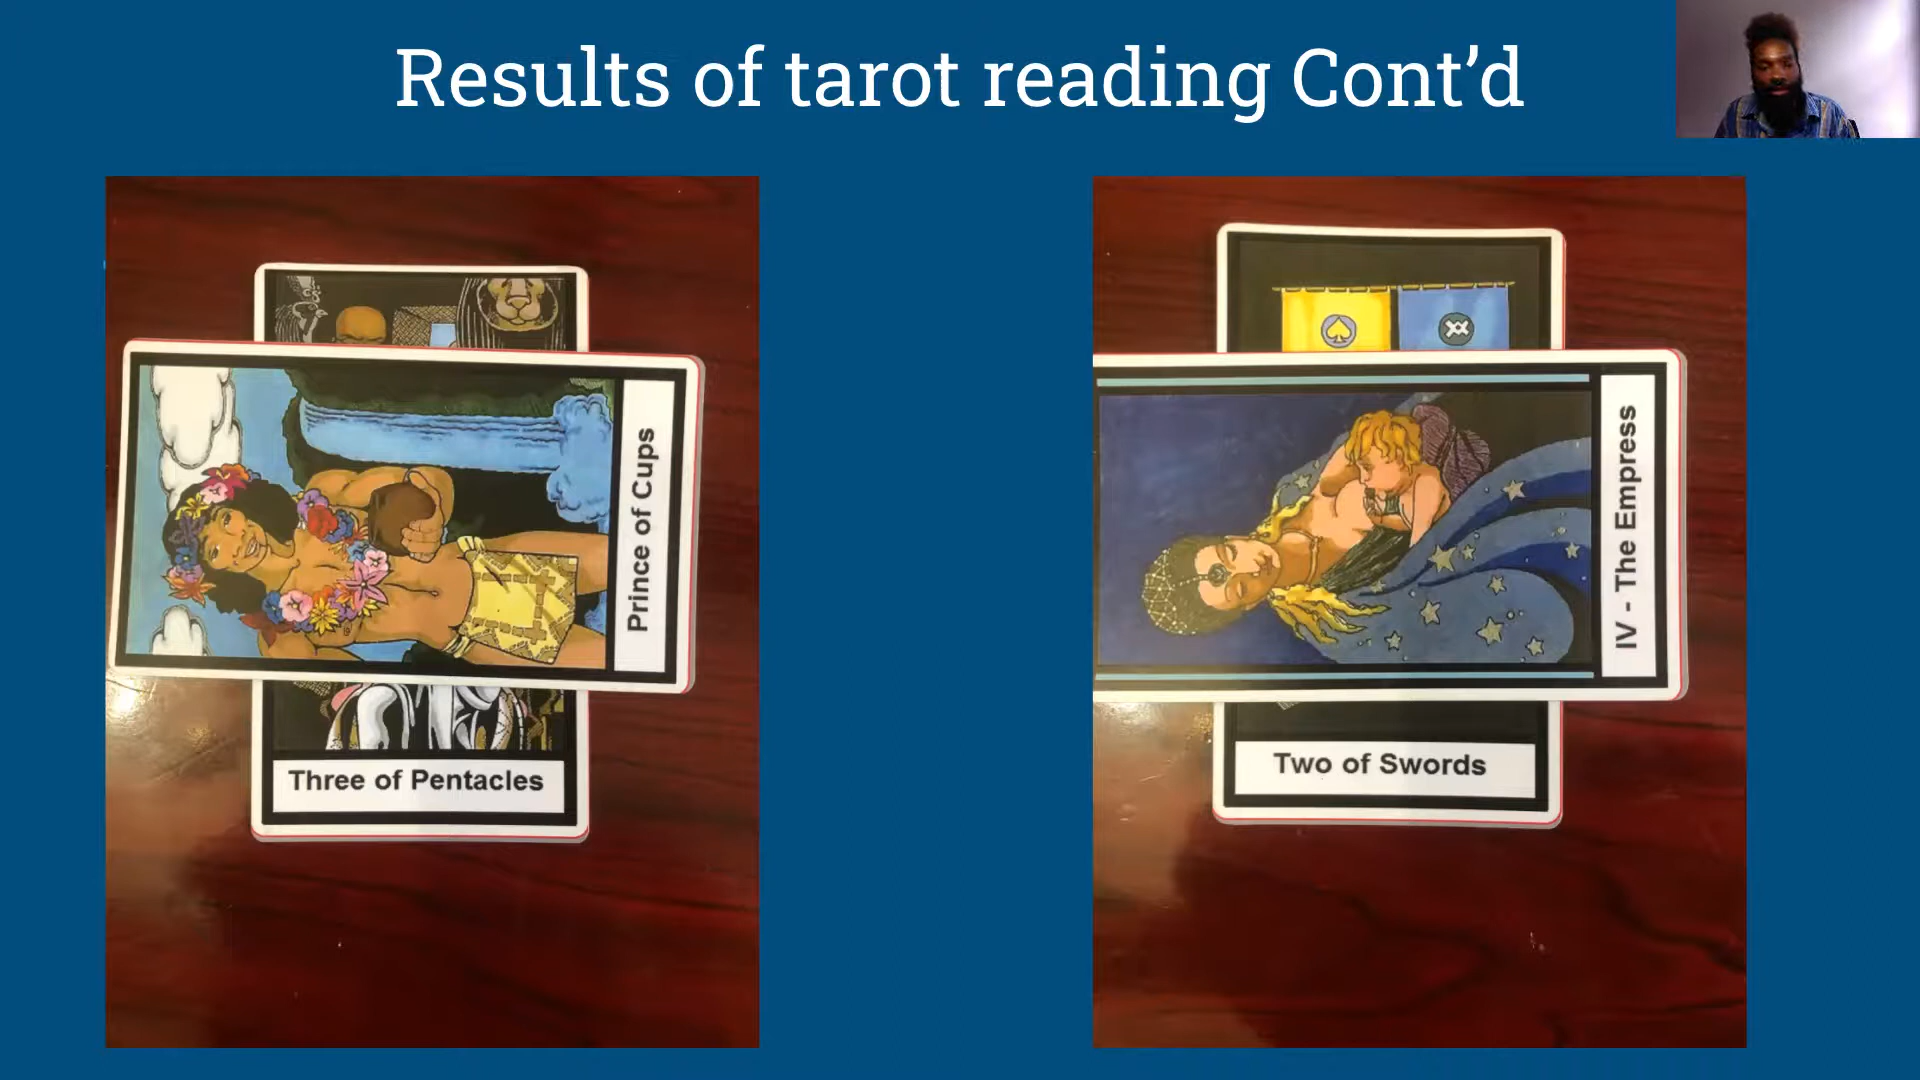 Results of tarot reading Cont’d
Prince of Cups
Three of Pentacles
IV - The Empress
Two of Swords